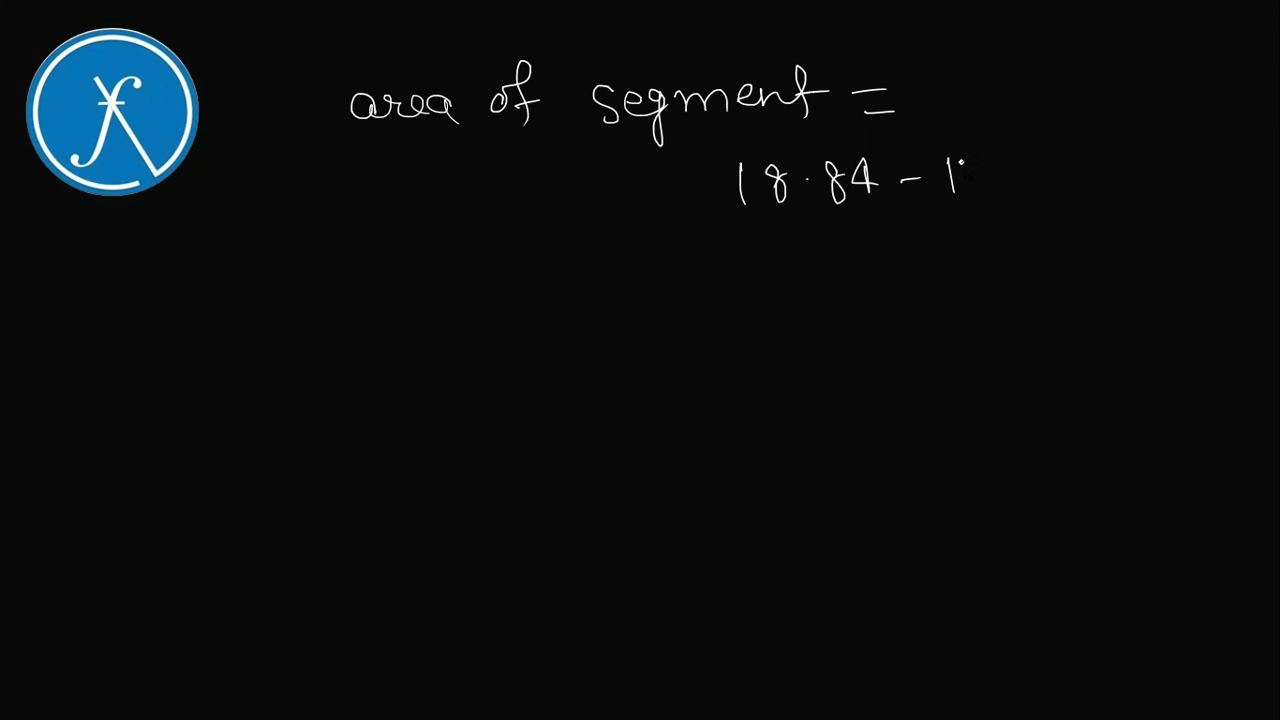 area of segment =
18.84 - 1